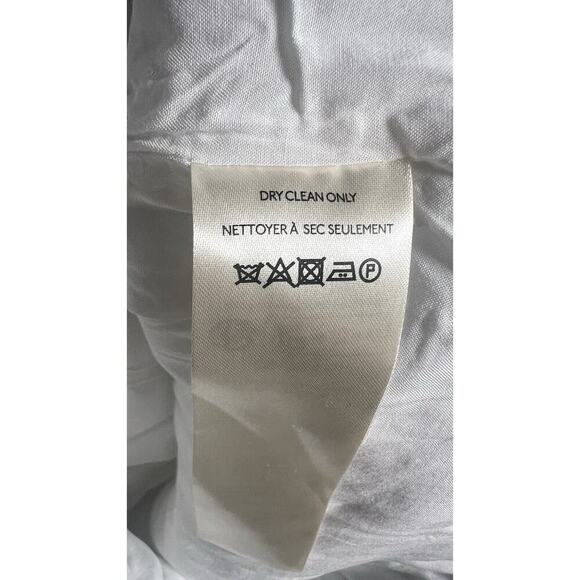 DRY CLEAN ONLY
NETTOYER À SEC SEULEMENT
P